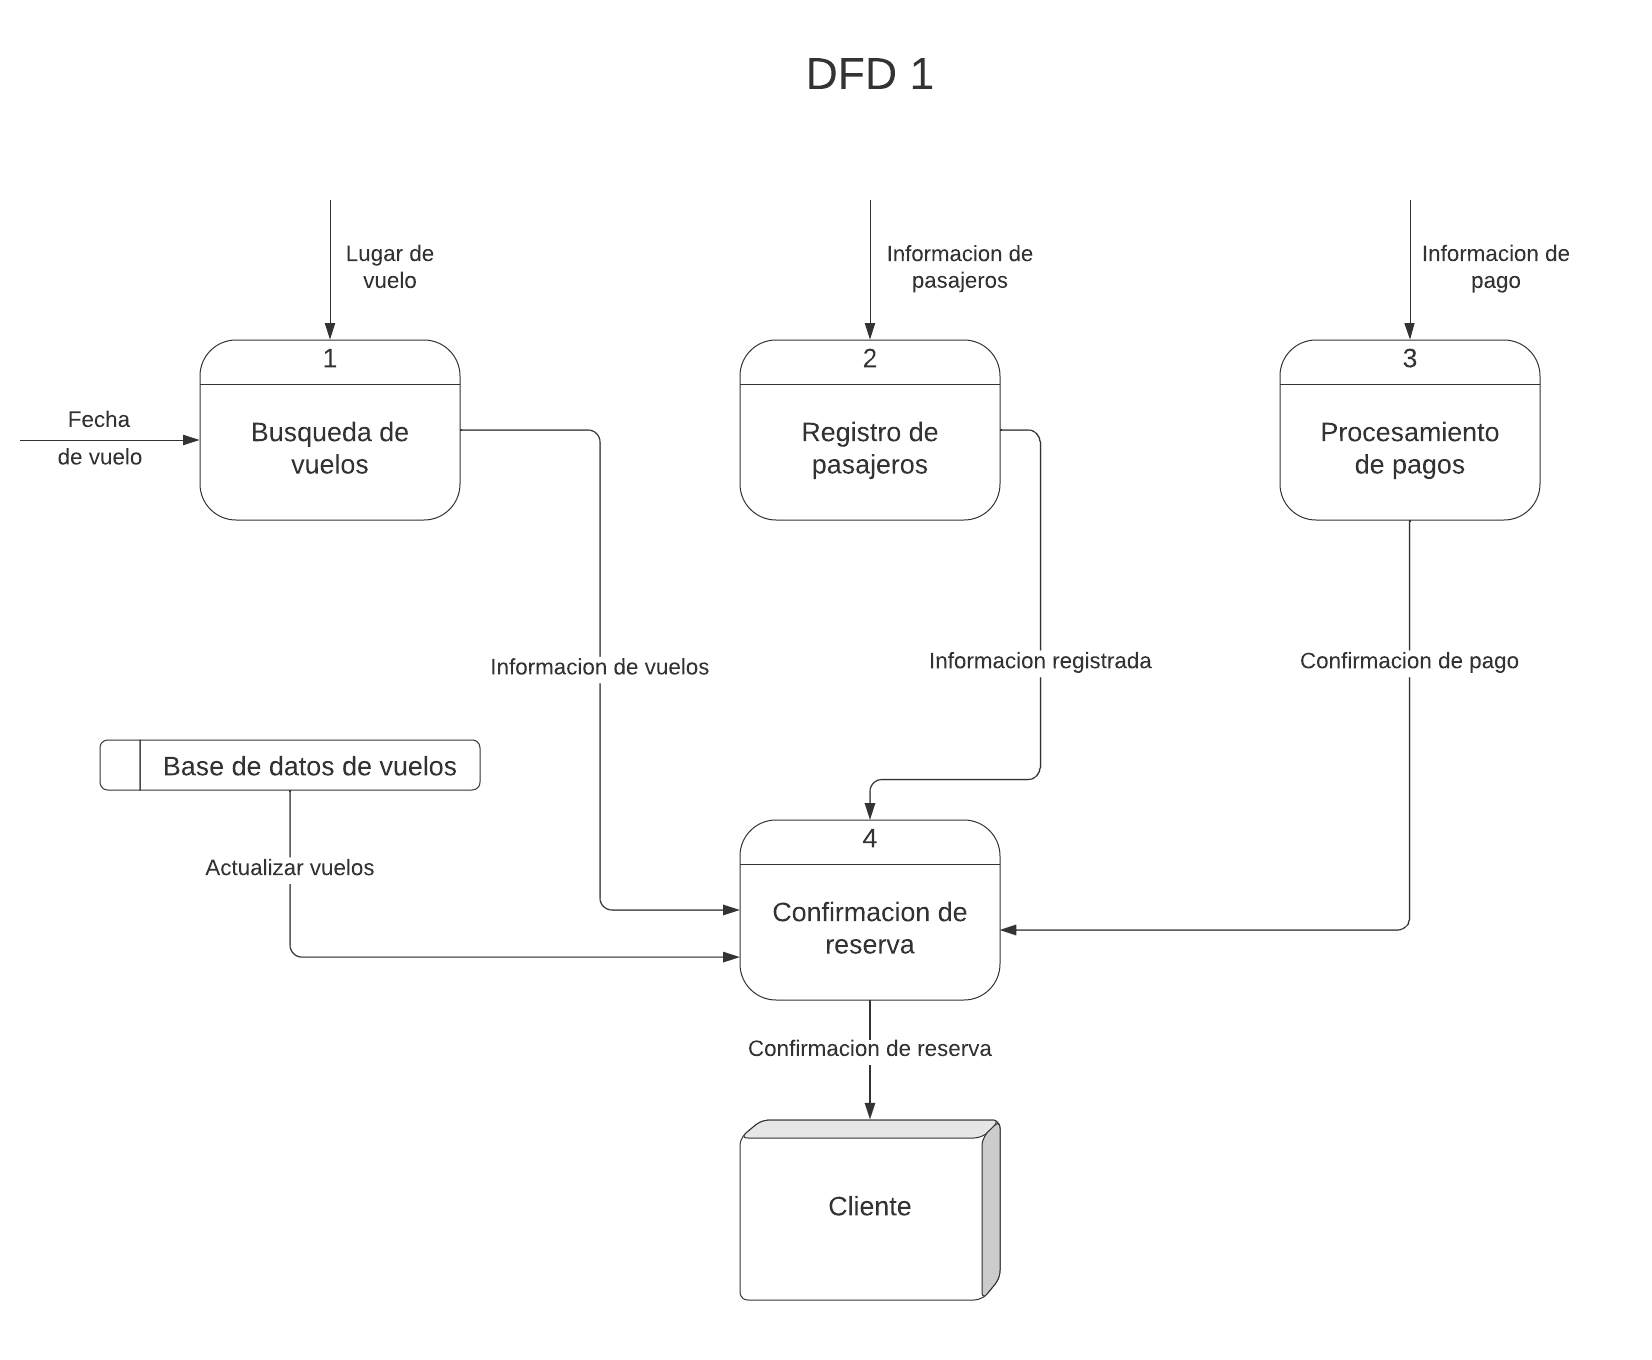 DFD 1
Lugar de
vuelo
Informacion de
pasajeros
Informacion de
pago
1
2
3
Fecha
de vuelo
Busqueda de
vuelos
Registro de
pasajeros
Procesamiento
de pagos
Informacion de vuelos
Informacion registrada
Confirmacion de pago
Base de datos de vuelos
Actualizar vuelos
4
Confirmacion de
reserva
Confirmacion de reserva
Cliente